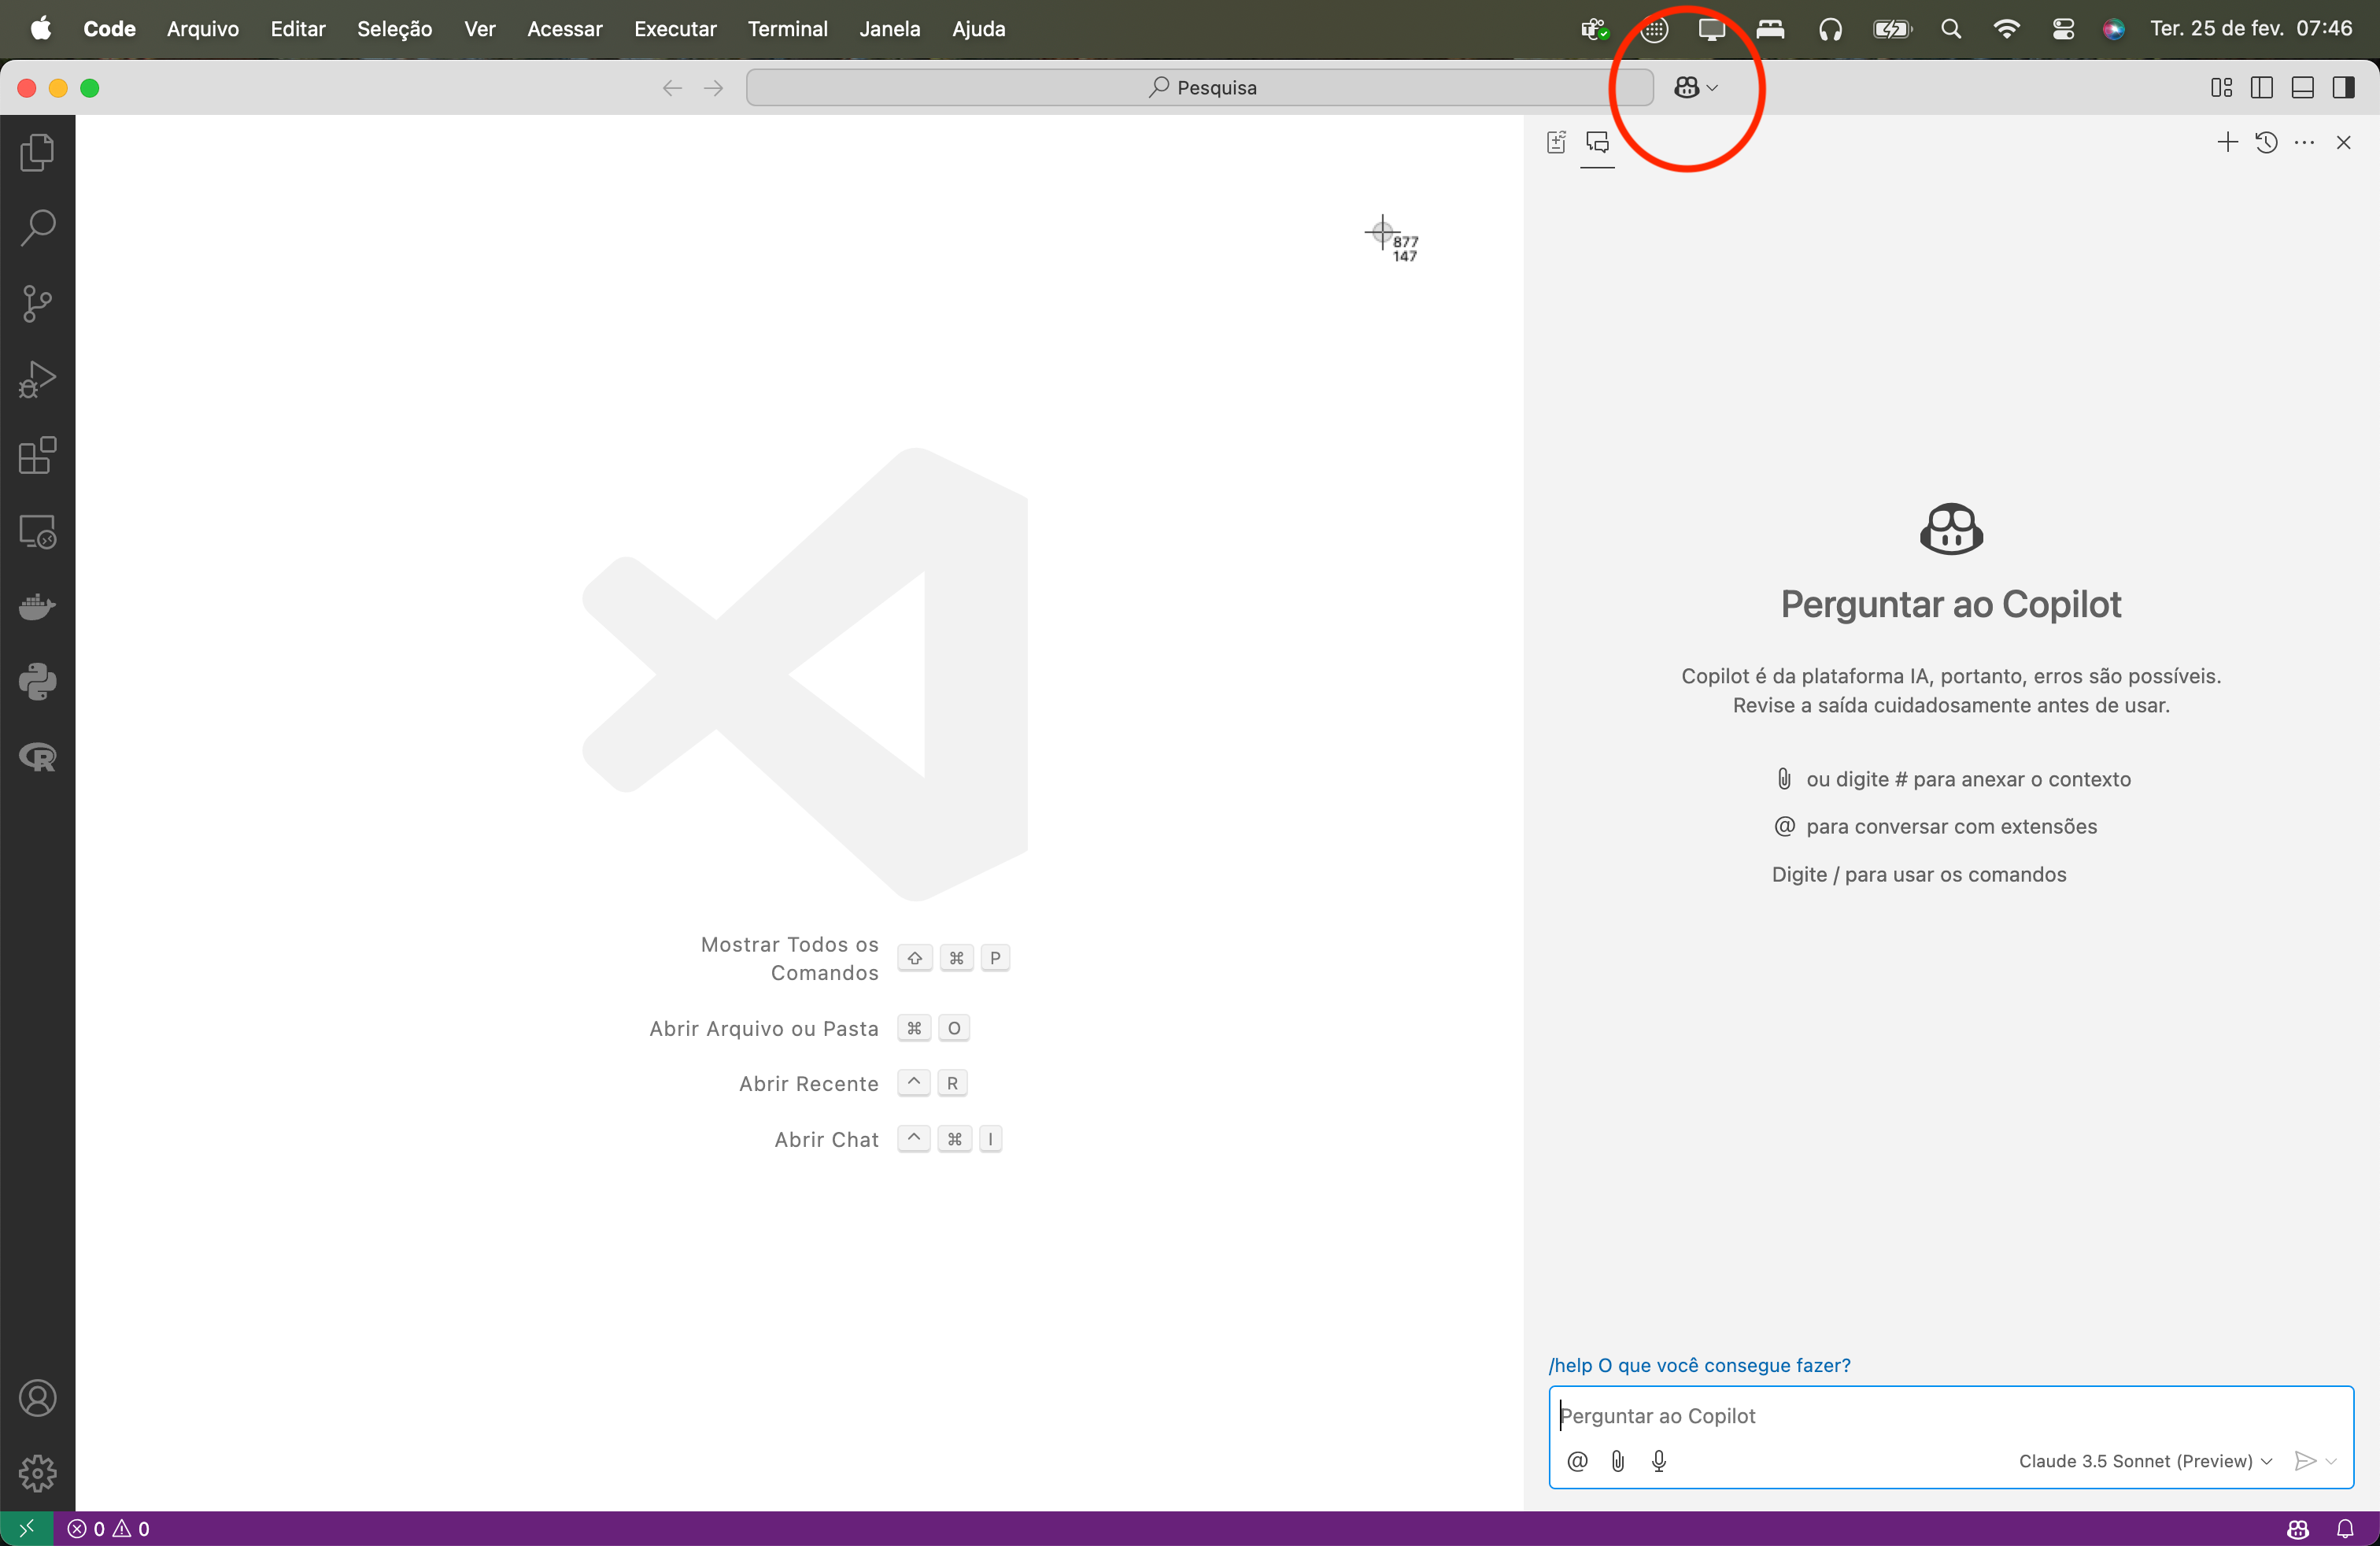 Code Arquivo Editar Seleção Ver Acessar Executar Terminal Janela Ajuda Ter. 25 de fev. 07:46
Pesquisa
877
147
Mostrar Todos os
Comandos ⇧ ⌘ P
Abrir Arquivo ou Pasta ⌘ O
Abrir Recente ^ R
Abrir Chat ^ ⌘ I
Perguntar ao Copilot
Copilot é da plataforma IA, portanto, erros são possíveis.
Revise a saída cuidadosamente antes de usar.
ou digite # para anexar o contexto
@ para conversar com extensões
Digite / para usar os comandos
/help O que você consegue fazer?
Perguntar ao Copilot
@ Claude 3.5 Sonnet (Preview)
0 0